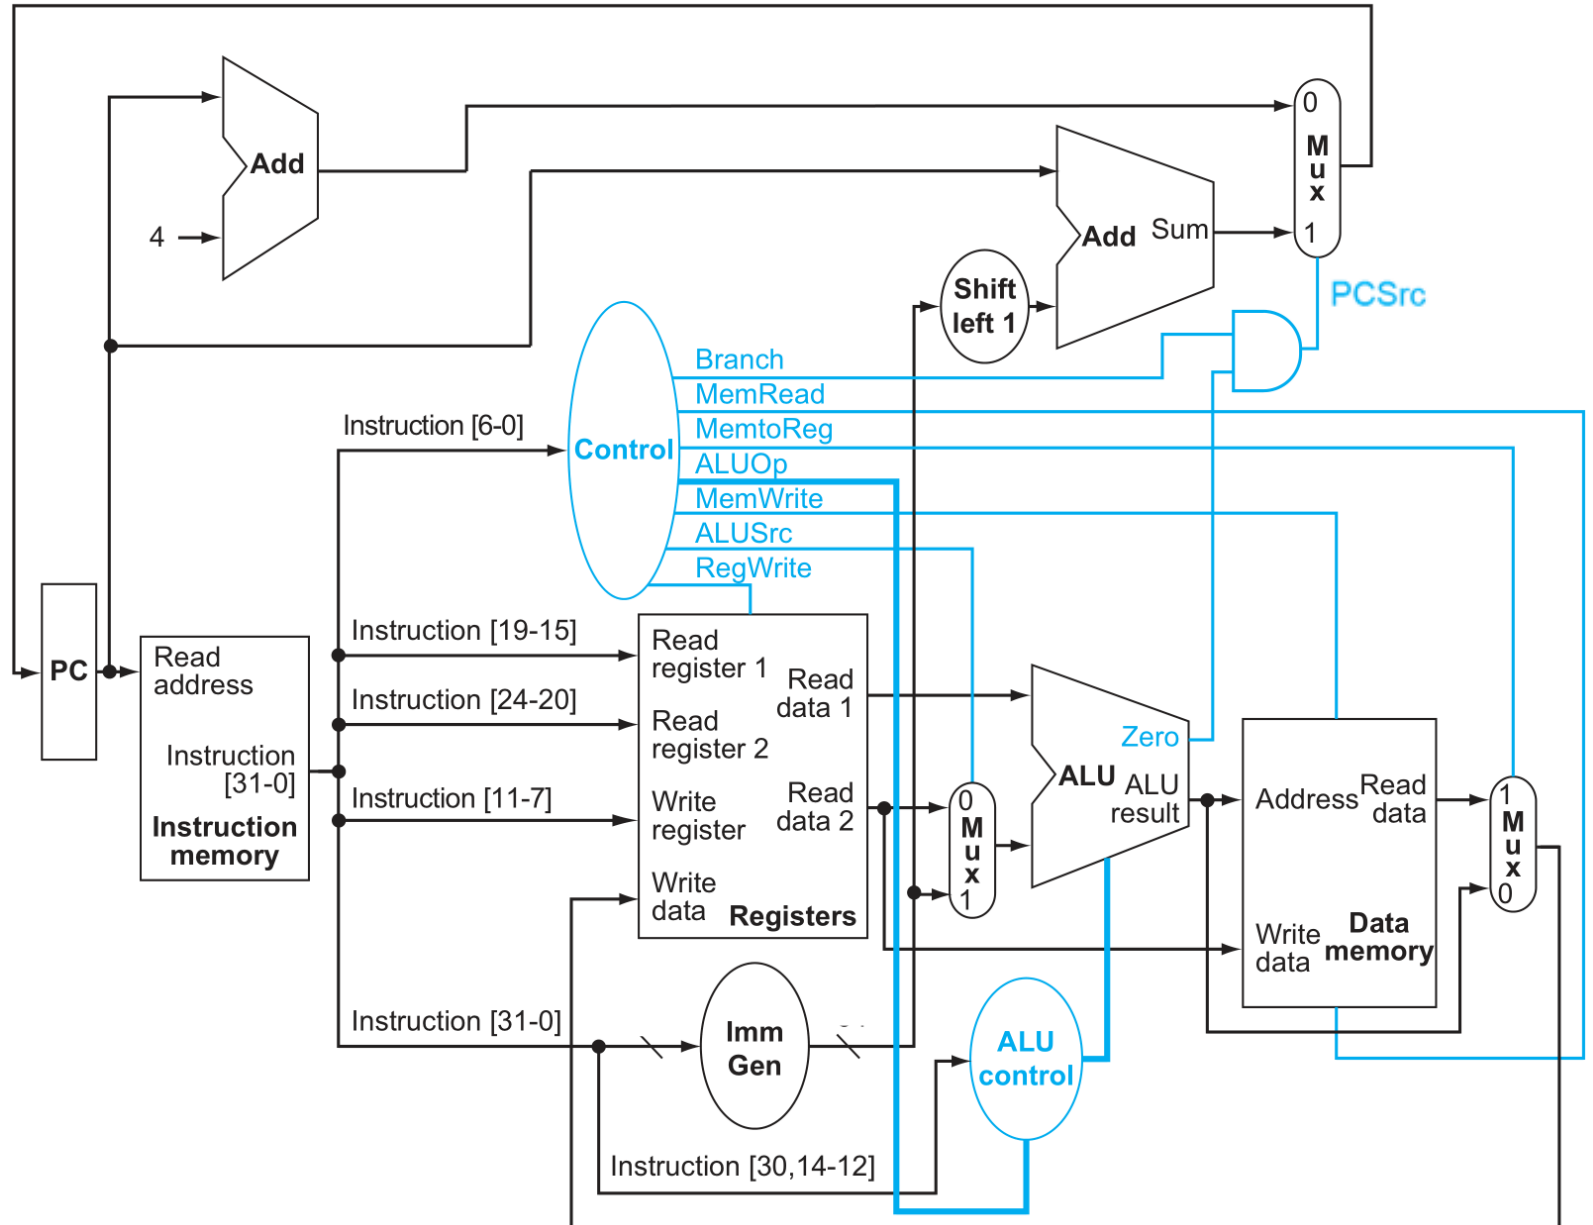 0
M
u
x
1
Add
4
Add
Sum
Shift
left 1
PCSrc
Branch
MemRead
MemtoReg
ALUOp
MemWrite
ALUSrc
RegWrite
Control
Instruction [6-0]
PC
Read
address
Instruction
[31-0]
Instruction
memory
Instruction [19-15]
Instruction [24-20]
Instruction [11-7]
Instruction [31-0]
Read
register 1
Read
register 2
Write
register
Write
data
Read
data 1
Read
data 2
Registers
0
M
u
x
1
Zero
ALU
ALU
result
Address
Read
data
Write
data
Data
memory
1
M
u
x
0
Imm
Gen
ALU
control
Instruction [30,14-12]